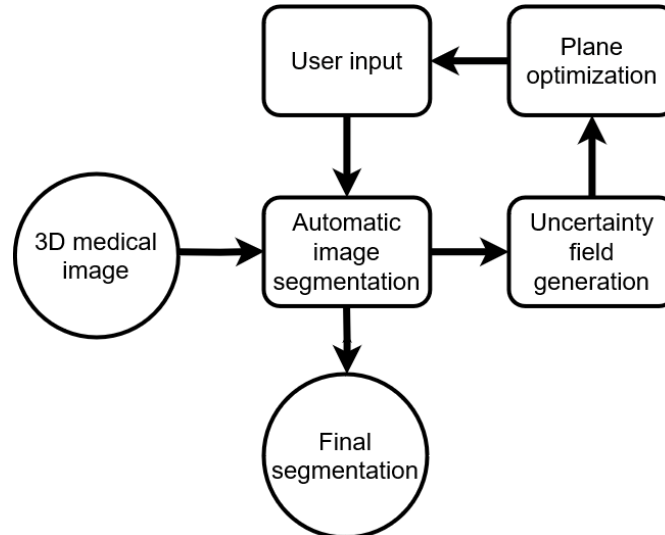 User input
Plane
optimization
3D medical
image
Automatic
image
segmentation
Uncertainty
field
generation
Final
segmentation